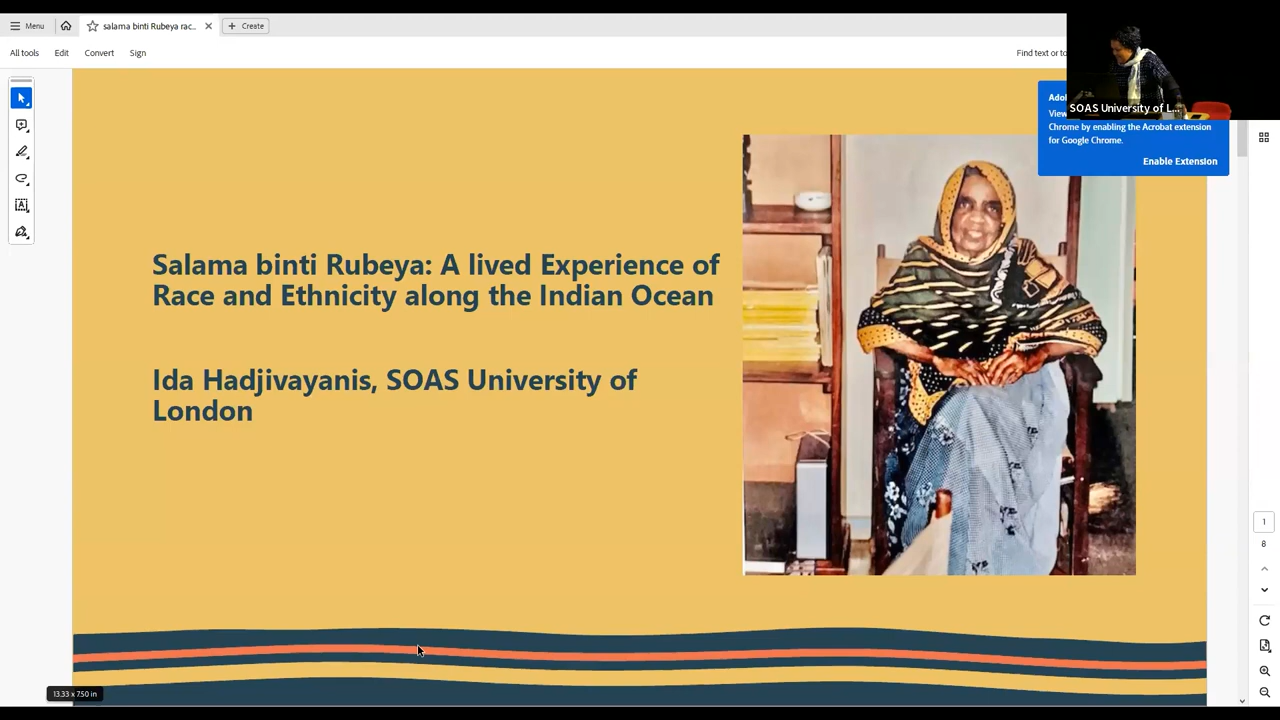 Menu
salama binti Rubeya rac...
Create
All tools
Edit
Convert
Sign
Find text or to
SOAS University of L...
Adol
View
Chrome by enabling the Acrobat extension
for Google Chrome.
Enable Extension
Salama binti Rubeya: A lived Experience of
Race and Ethnicity along the Indian Ocean
Ida Hadjivayanis, SOAS University of
London
1
8
13.33 x 7.50 in